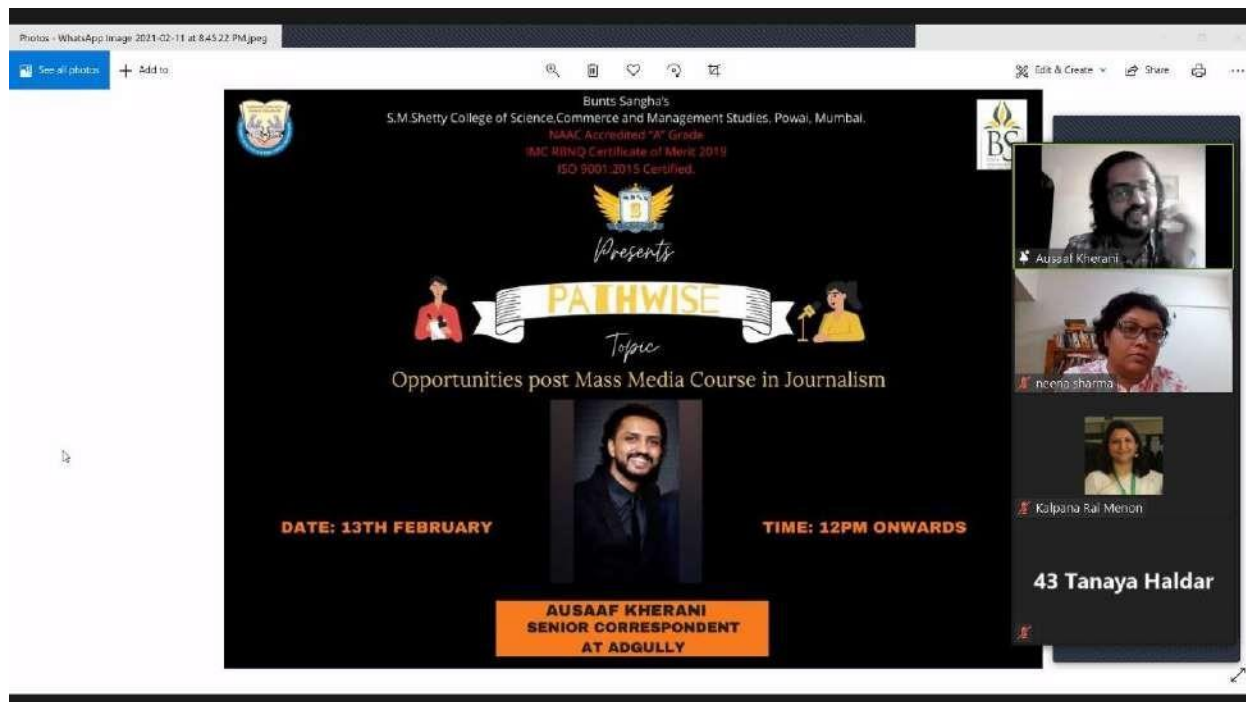 Photos - WhatsApp Image 2021-02-11 at 8.45.22 PM.jpeg
See all photos
Add to
Edit & Create
Share
Bunts Sangha's
S.M.Shetty College of Science,Commerce and Management Studies, Powai, Mumbai.
NAAC Accredited "A" Grade
IMC RBNQ Certificate of Merit 2019
ISO 9001:2015 Certified.
BS
Presents
PATHWISE
Topic
Opportunities post Mass Media Course in Journalism
DATE: 13TH FEBRUARY
TIME: 12PM ONWARDS
AUSAAF KHERANI
SENIOR CORRESPONDENT
AT ADGULLY
Ausaaf Kherani
neena sharma
Kalpana Rai Menon
43 Tanaya Haldar